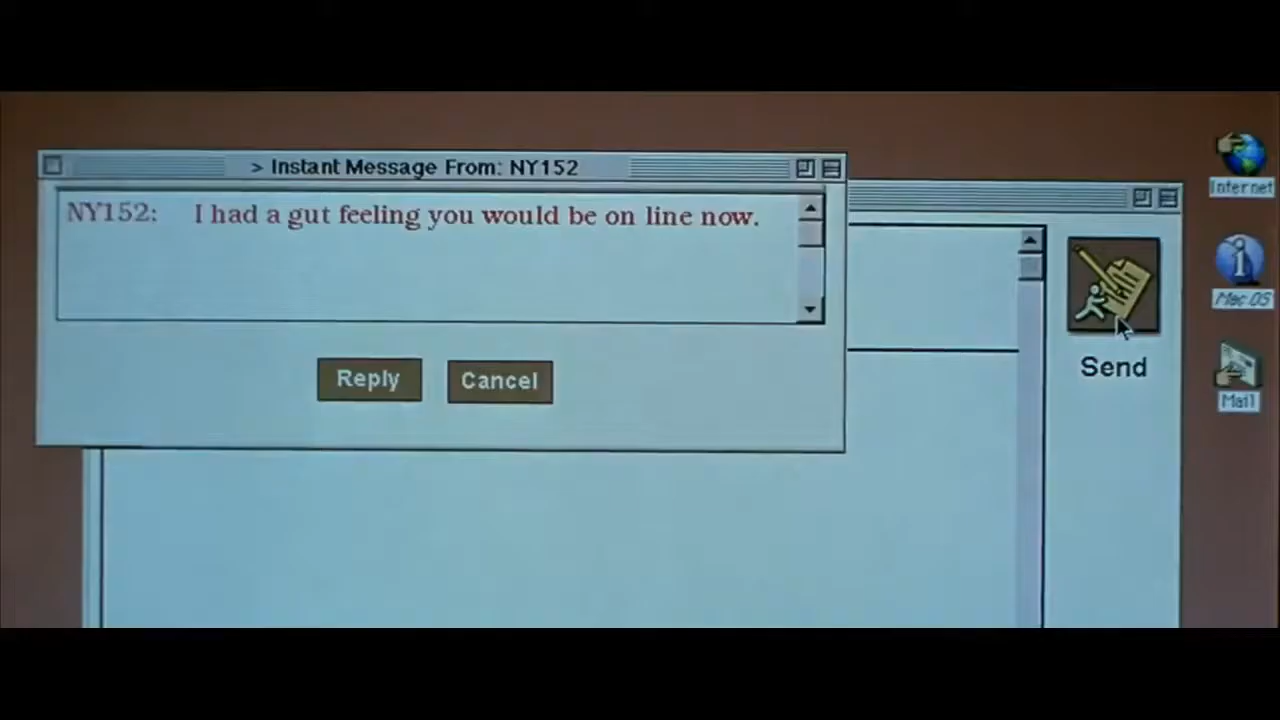 > Instant Message From: NY152
NY152: I had a gut feeling you would be on line now.
Reply
Cancel
Send
Internet
Mac OS
Mail